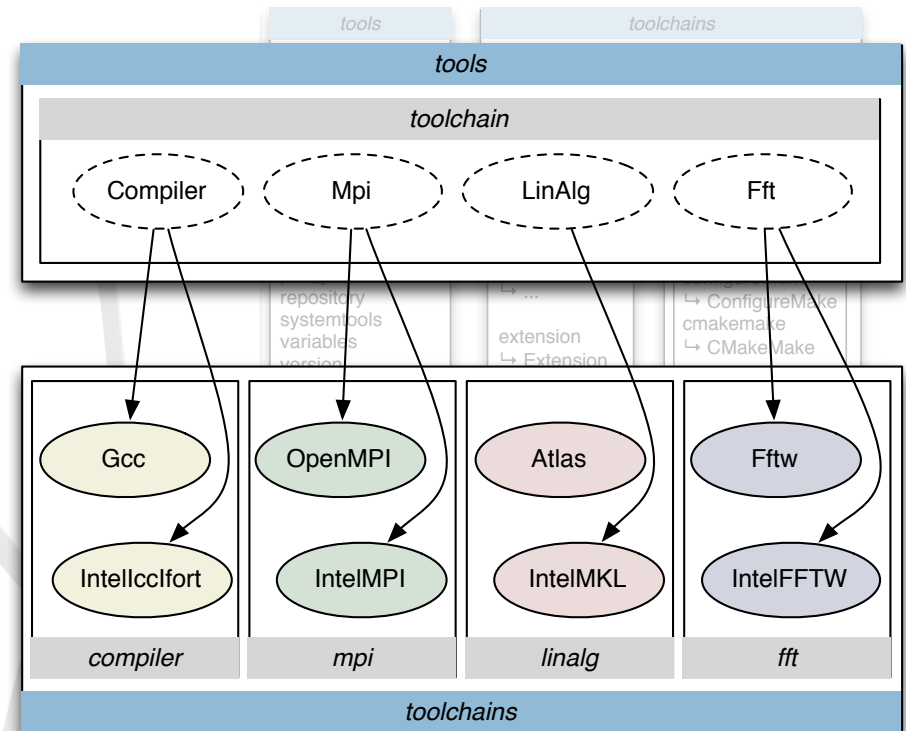 tools toolchains
tools
toolchain
Compiler Mpi LinAlg Fft
repository
systemtools
variables
version
↳ ...
extension
↳ Extension
↳ ConfigureMake
cmakemake
↳ CMakeMake
Gcc OpenMPI Atlas Fftw
IntelIccIfort IntelMPI IntelMKL IntelFFTW
compiler mpi linalg fft
toolchains